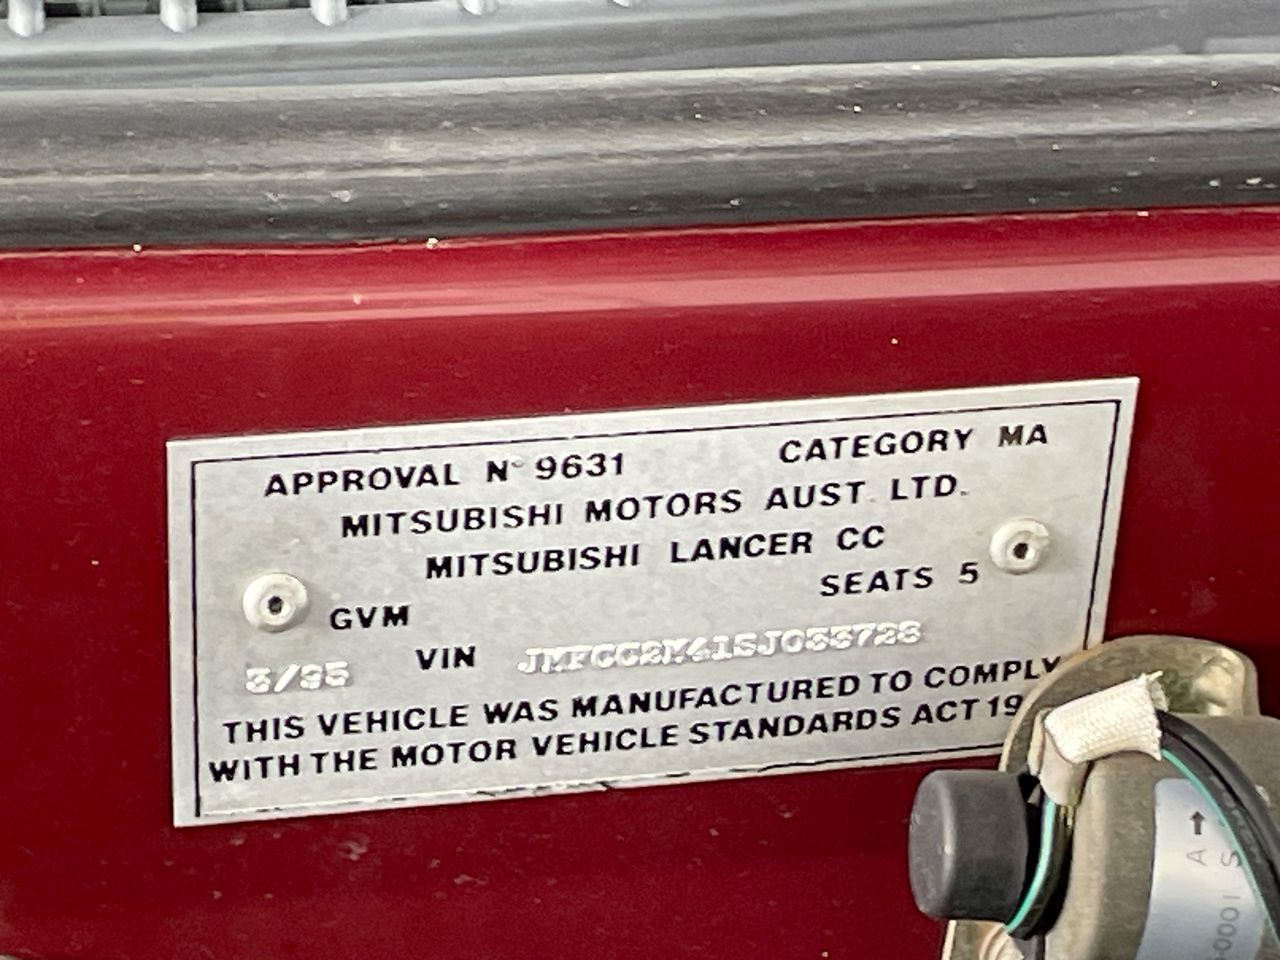 APPROVAL N° 9631 CATEGORY MA
MITSUBISHI MOTORS AUST. LTD.
MITSUBISHI LANCER CC
SEATS 5
GVM
3/95 VIN
THIS VEHICLE WAS MANUFACTURED TO COMPLY
WITH THE MOTOR VEHICLE STANDARDS ACT 19
A→